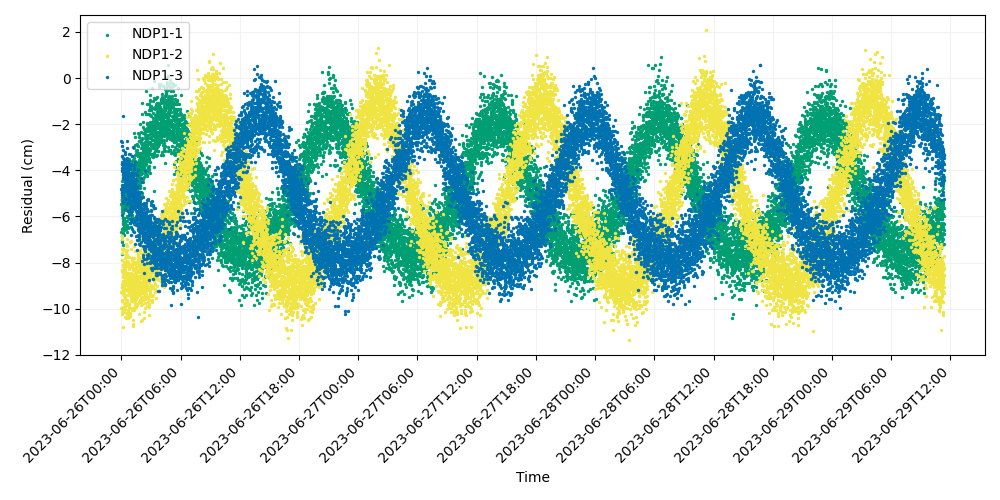 NDP1-1
NDP1-2
NDP1-3
Residual (cm)
2
0
−2
−4
−6
−8
−10
−12
2023-06-26T00:00
2023-06-26T06:00
2023-06-26T12:00
2023-06-26T18:00
2023-06-27T00:00
2023-06-27T06:00
2023-06-27T12:00
2023-06-27T18:00
2023-06-28T00:00
2023-06-28T06:00
2023-06-28T12:00
2023-06-28T18:00
2023-06-29T00:00
2023-06-29T06:00
2023-06-29T12:00
Time